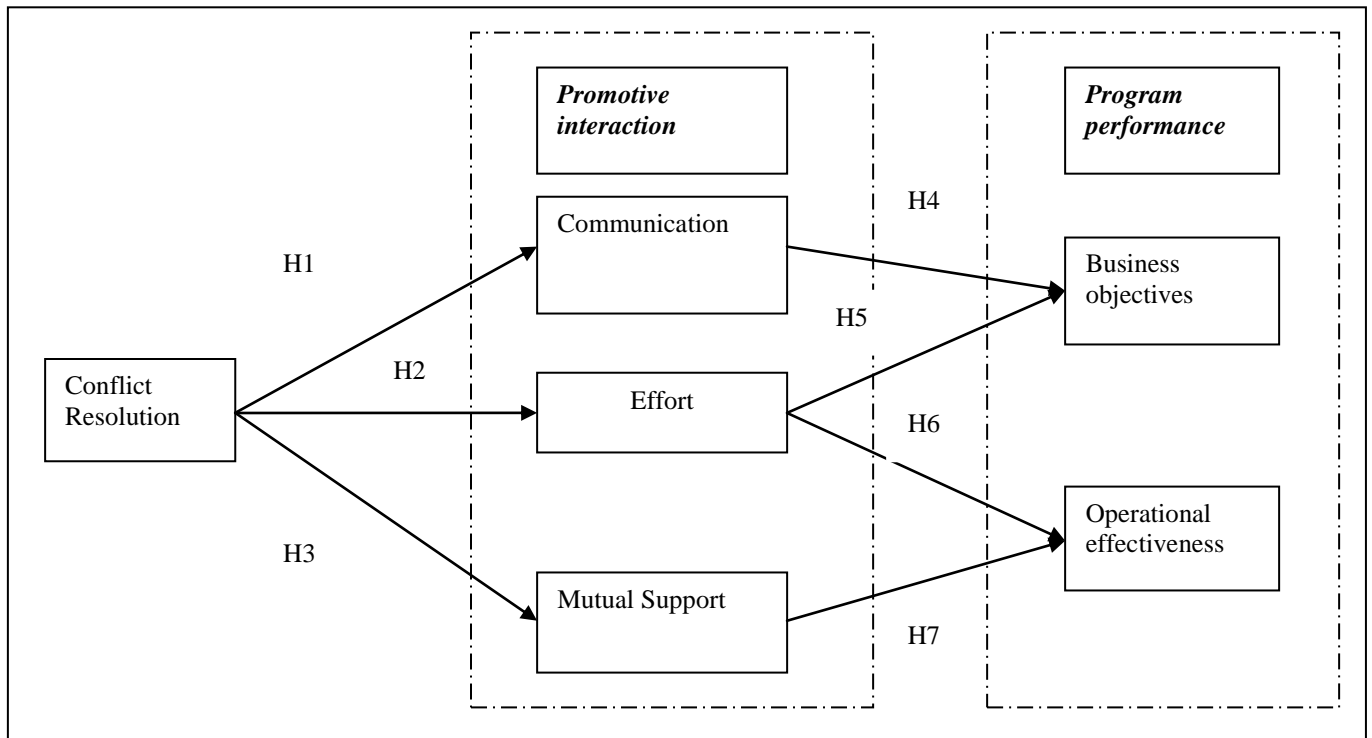 Promotive
interaction
Program
performance
H4
Communication
H1
Business
objectives
H5
H2
Conflict
Resolution
Effort
H6
Operational
effectiveness
H3
Mutual Support
H7